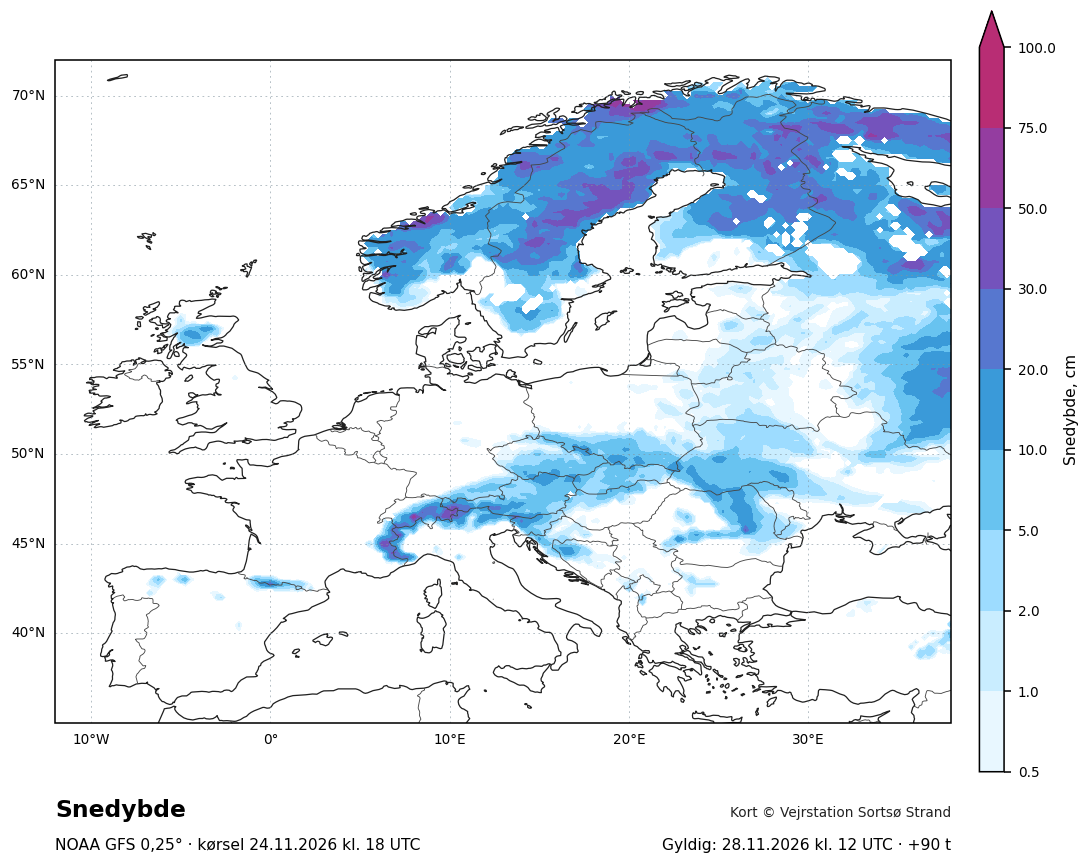 100.0
75.0
50.0
30.0
20.0
10.0
5.0
2.0
1.0
0.5
Snedybde, cm
70°N
65°N
60°N
55°N
50°N
45°N
40°N
10°W
0°
10°E
20°E
30°E
Snedybde
Kort © Vejrstation Sortsø Strand
NOAA GFS 0,25° · kørsel 24.11.2026 kl. 18 UTC
Gyldig: 28.11.2026 kl. 12 UTC · +90 t